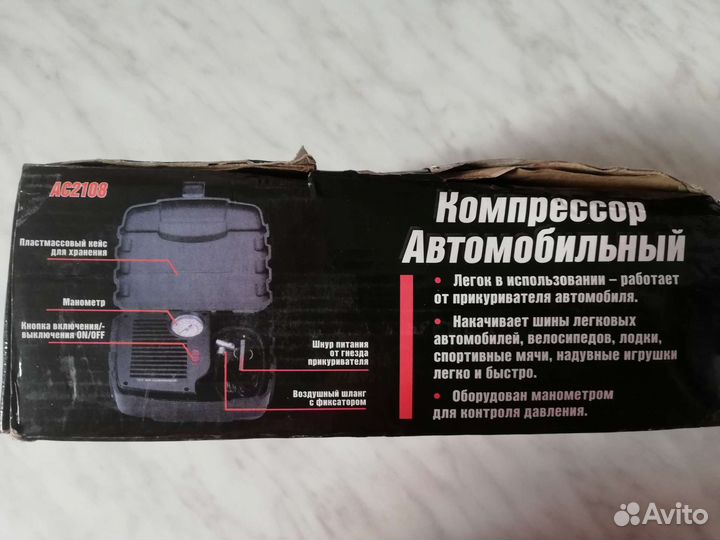 AC2108
Пластмассовый кейс
для хранения
Манометр
Кнопка включения/-
выключения ON/OFF
Шнур питания
от гнезда
прикуривателя
Воздушный шланг
с фиксатором
Компрессор
Автомобильный
• Легок в использовании – работает
от прикуривателя автомобиля.
• Накачивает шины легковых
автомобилей, велосипедов, лодки,
спортивные мячи, надувные игрушки
легко и быстро.
• Оборудован манометром
для контроля давления.
Avito